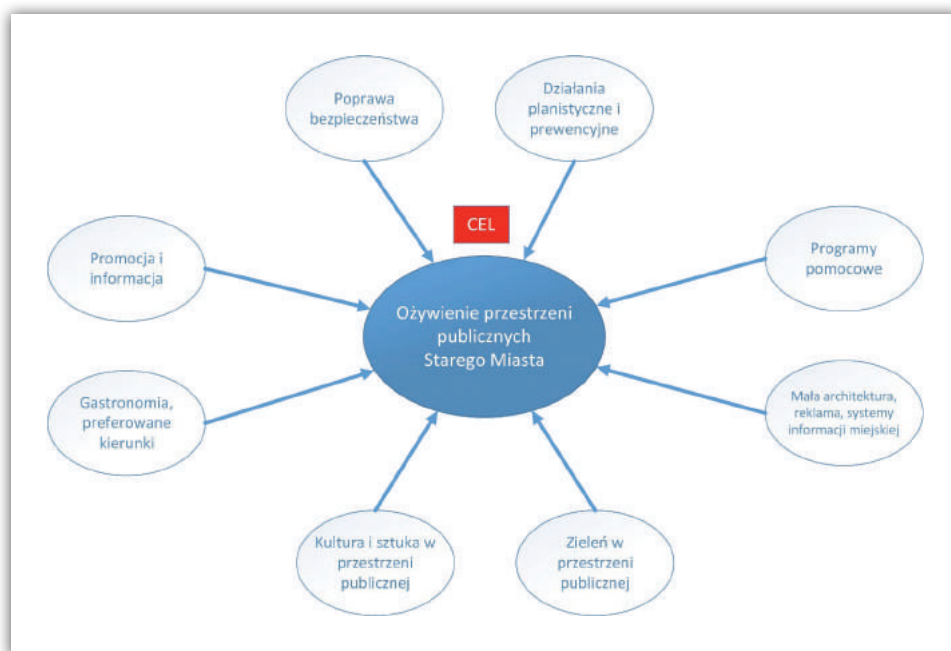 Poprawa
bezpieczeństwa
Działania
planistyczne i
prewencyjne
CEL
Promocja i
informacja
Programy
pomocowe
Ożywienie przestrzeni
publicznych
Starego Miasta
Gastronomia,
preferowane
kierunki
Mała architektura,
reklama, systemy
informacji miejskiej
Kultura i sztuka w
przestrzeni
publicznej
Zieleń w
przestrzeni
publicznej